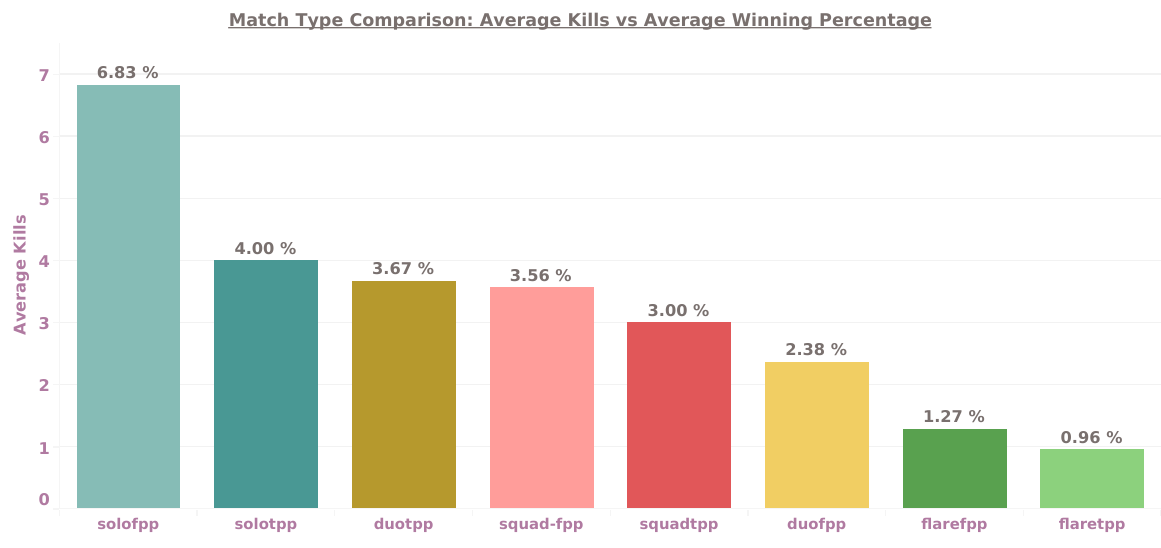 Match Type Comparison: Average Kills vs Average Winning Percentage
Average Kills
7
6
5
4
3
2
1
0
6.83 %
4.00 %
3.67 %
3.56 %
3.00 %
2.38 %
1.27 %
0.96 %
solofpp
solotpp
duotpp
squad-fpp
squadtpp
duofpp
flarefpp
flaretpp